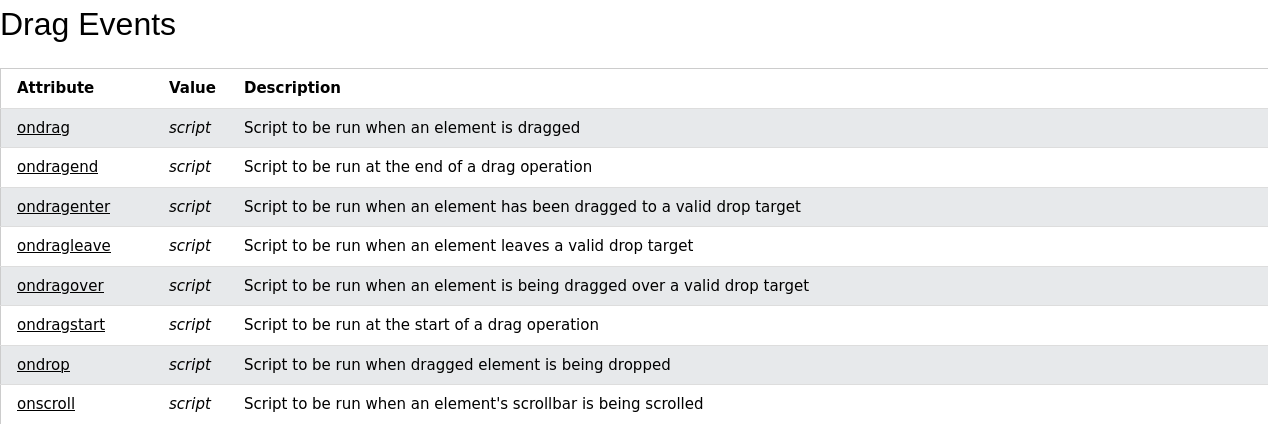 Drag Events
Attribute Value Description
ondrag script Script to be run when an element is dragged
ondragend script Script to be run at the end of a drag operation
ondragenter script Script to be run when an element has been dragged to a valid drop target
ondragleave script Script to be run when an element leaves a valid drop target
ondragover script Script to be run when an element is being dragged over a valid drop target
ondragstart script Script to be run at the start of a drag operation
ondrop script Script to be run when dragged element is being dropped
onscroll script Script to be run when an element's scrollbar is being scrolled